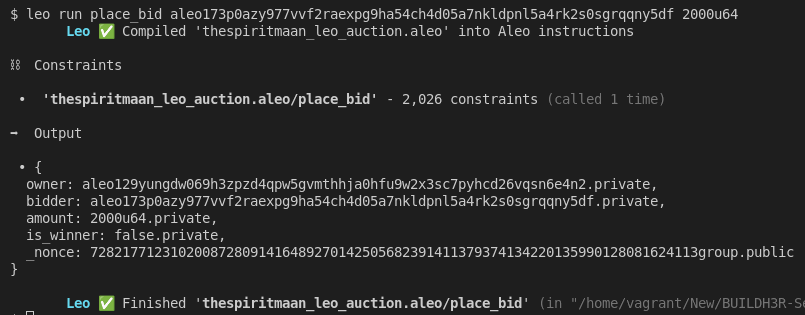 $ leo run place_bid aleo173p0azy977vvf2raexpg9ha54ch4d05a7nkldpnl5a4rk2s0sgrqqny5df 2000u64
Leo ✅ Compiled 'thespiritmaan_leo_auction.aleo' into Aleo instructions
⛓ Constraints
• 'thespiritmaan_leo_auction.aleo/place_bid' - 2,026 constraints (called 1 time)
➡ Output
• {
owner: aleo129yungdw069h3zpzd4qpw5gvmthhja0hfu9w2x3sc7pyhcd26vqsn6e4n2.private,
bidder: aleo173p0azy977vvf2raexpg9ha54ch4d05a7nkldpnl5a4rk2s0sgrqqny5df.private,
amount: 2000u64.private,
is_winner: false.private,
_nonce: 7282177123102008728091416489270142505682391411379374134220135990128081624113group.public
}
Leo ✅ Finished 'thespiritmaan_leo_auction.aleo/place_bid' (in "/home/vagrant/New/BUILDH3R-Se